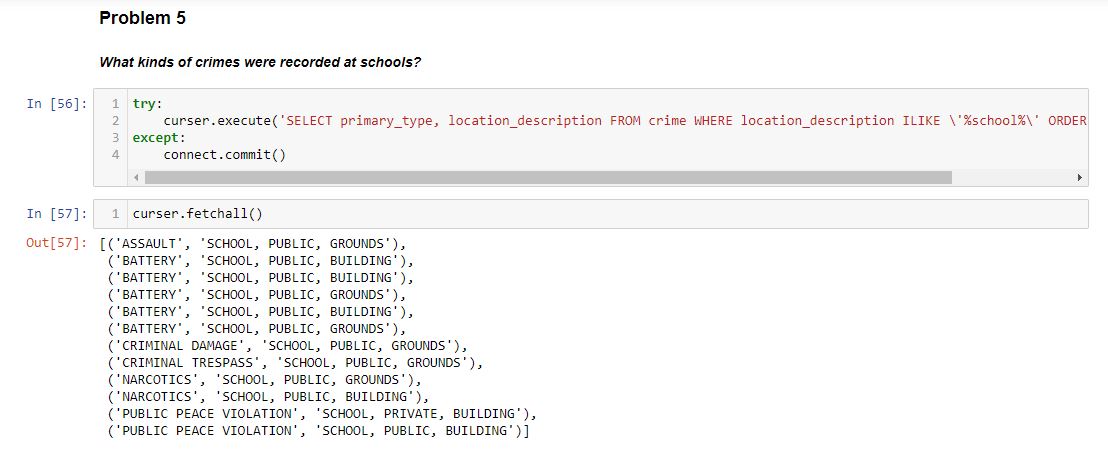 Problem 5
What kinds of crimes were recorded at schools?
In [56]:
1 try:
2 curser.execute('SELECT primary_type, location_description FROM crime WHERE location_description ILIKE \'%school%\' ORDER
3 except:
4 connect.commit()
In [57]: 1 curser.fetchall()
Out[57]: [('ASSAULT', 'SCHOOL, PUBLIC, GROUNDS'),
('BATTERY', 'SCHOOL, PUBLIC, BUILDING'),
('BATTERY', 'SCHOOL, PUBLIC, BUILDING'),
('BATTERY', 'SCHOOL, PUBLIC, GROUNDS'),
('BATTERY', 'SCHOOL, PUBLIC, BUILDING'),
('BATTERY', 'SCHOOL, PUBLIC, GROUNDS'),
('CRIMINAL DAMAGE', 'SCHOOL, PUBLIC, GROUNDS'),
('CRIMINAL TRESPASS', 'SCHOOL, PUBLIC, GROUNDS'),
('NARCOTICS', 'SCHOOL, PUBLIC, GROUNDS'),
('NARCOTICS', 'SCHOOL, PUBLIC, BUILDING'),
('PUBLIC PEACE VIOLATION', 'SCHOOL, PRIVATE, BUILDING'),
('PUBLIC PEACE VIOLATION', 'SCHOOL, PUBLIC, BUILDING')]